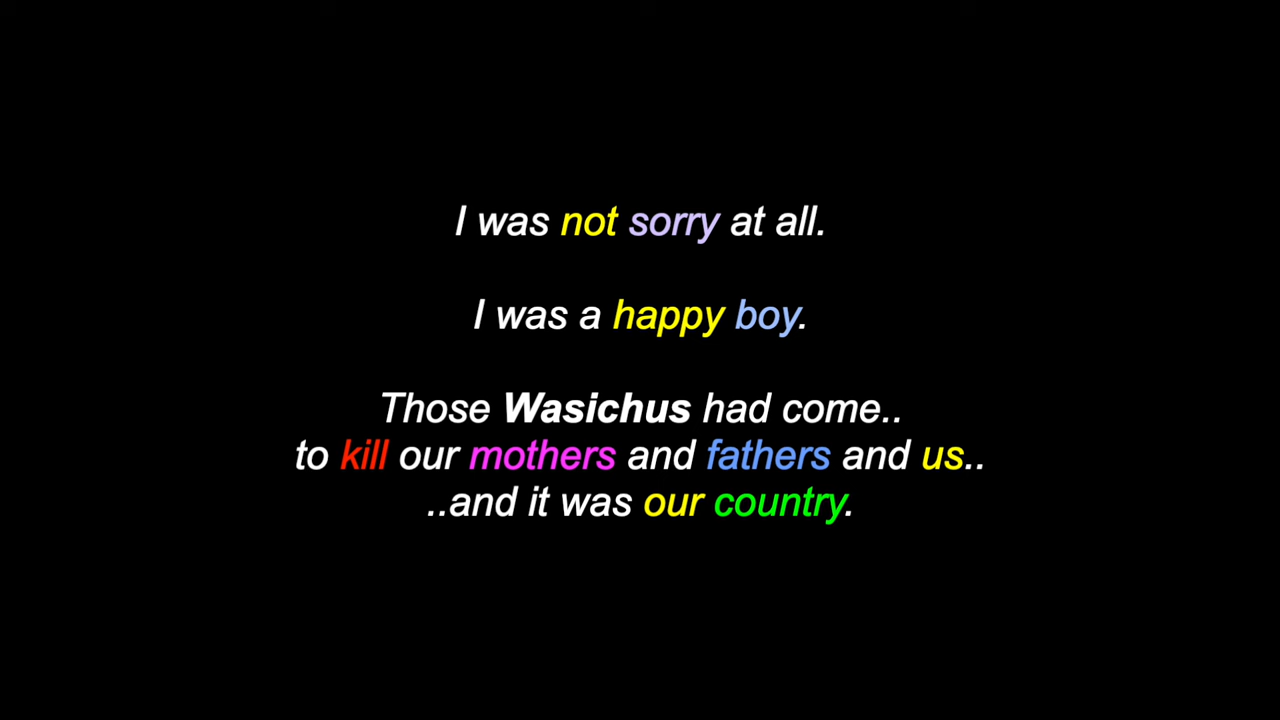 I was not sorry at all.
I was a happy boy.
Those Wasichus had come..
to kill our mothers and fathers and us..
..and it was our country.